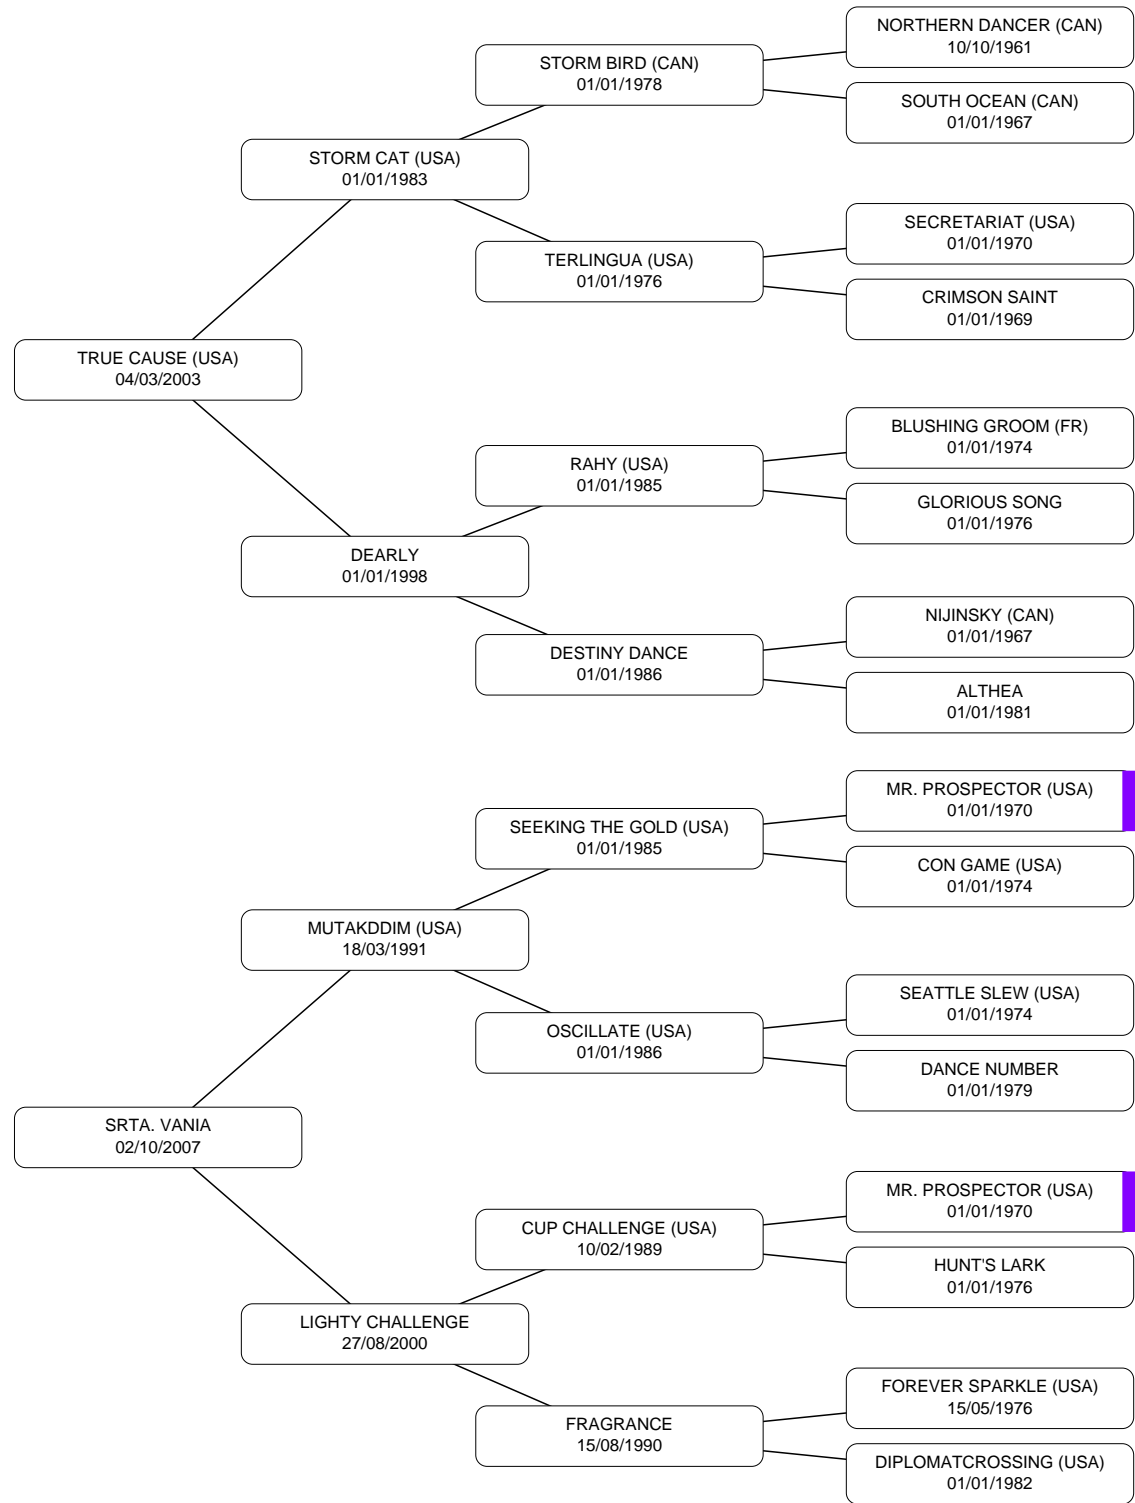 NORTHERN DANCER (CAN)
10/10/1961
STORM BIRD (CAN)
01/01/1978
SOUTH OCEAN (CAN)
01/01/1967
STORM CAT (USA)
01/01/1983
SECRETARIAT (USA)
01/01/1970
TERLINGUA (USA)
01/01/1976
CRIMSON SAINT
01/01/1969
TRUE CAUSE (USA)
04/03/2003
BLUSHING GROOM (FR)
01/01/1974
RAHY (USA)
01/01/1985
GLORIOUS SONG
01/01/1976
DEARLY
01/01/1998
NIJINSKY (CAN)
01/01/1967
DESTINY DANCE
01/01/1986
ALTHEA
01/01/1981
MR. PROSPECTOR (USA)
01/01/1970
SEEKING THE GOLD (USA)
01/01/1985
CON GAME (USA)
01/01/1974
MUTAKDDIM (USA)
18/03/1991
SEATTLE SLEW (USA)
01/01/1974
OSCILLATE (USA)
01/01/1986
DANCE NUMBER
01/01/1979
SRTA. VANIA
02/10/2007
MR. PROSPECTOR (USA)
01/01/1970
CUP CHALLENGE (USA)
10/02/1989
HUNT'S LARK
01/01/1976
LIGHTY CHALLENGE
27/08/2000
FOREVER SPARKLE (USA)
15/05/1976
FRAGRANCE
15/08/1990
DIPLOMATCROSSING (USA)
01/01/1982